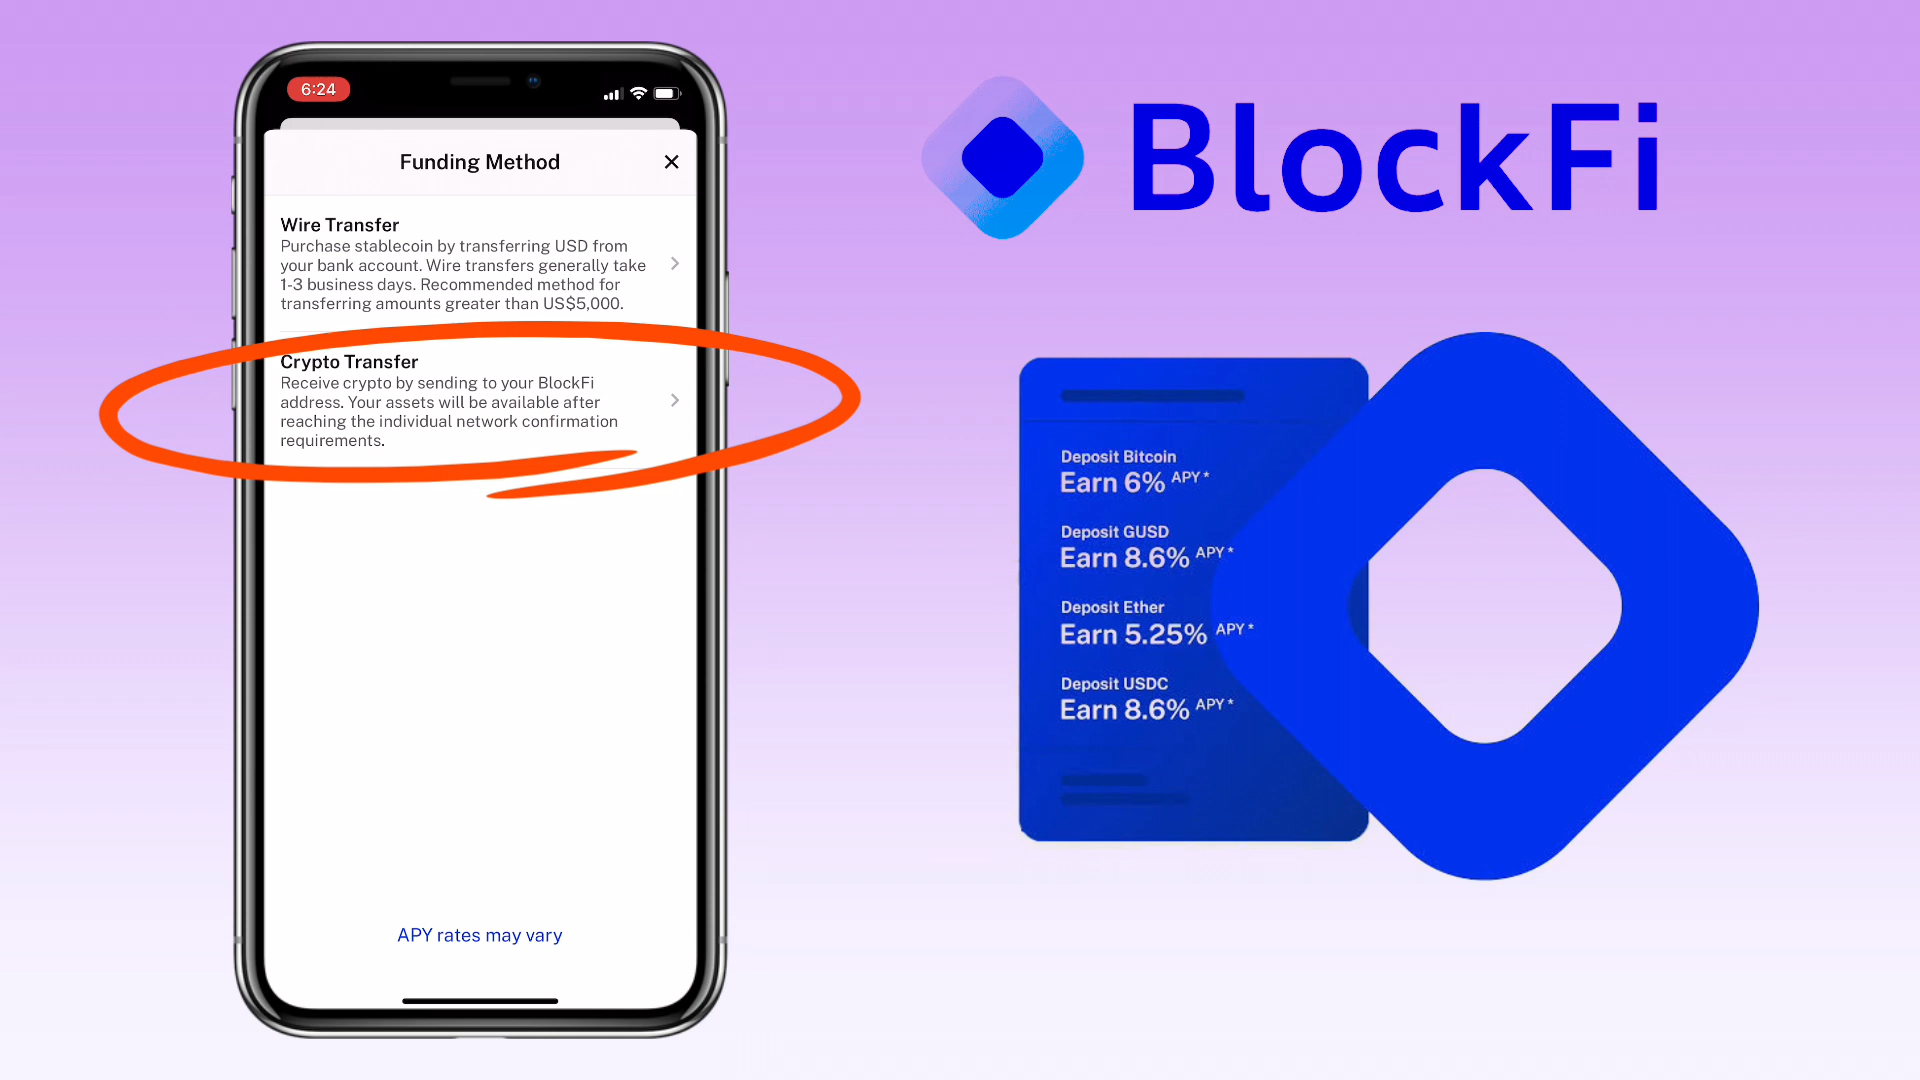 6:24
Funding Method
Wire Transfer
Purchase stablecoin by transferring USD from
your bank account. Wire transfers generally take
1-3 business days. Recommended method for
transferring amounts greater than US$5,000.
Crypto Transfer
Receive crypto by sending to your BlockFi
address. Your assets will be available after
reaching the individual network confirmation
requirements.
APY rates may vary
BlockFi
Deposit Bitcoin
Earn 6% APY*
Deposit GUSD
Earn 8.6% APY*
Deposit Ether
Earn 5.25% APY*
Deposit USDC
Earn 8.6% APY*